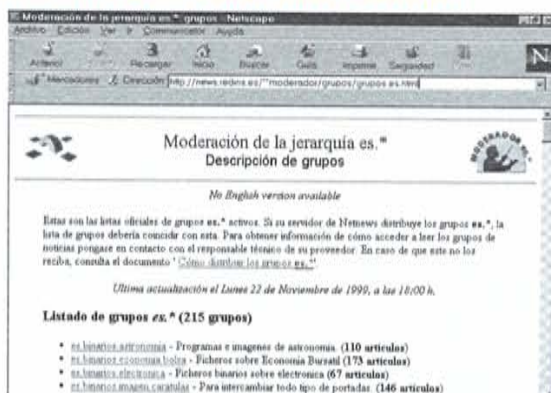 Moderación de la jerarquía es.* grupos - Netscape
Archivo Edición Ver Ir Communicator Ayuda
Anterior Recargar Inicio Buscar Guía Imprimir Seguridad
N
Marcadores Dirección http://news.rediris.es/~moderador/grupos/grupos.es.html
Moderación de la jerarquía es.*
Descripción de grupos
MODERADOR ES.*
No English version available
Estas son las listas oficiales de grupos es.* activos. Si su servidor de Netnews distribuye los grupos es.*, la
lista de grupos debería coincidir con esta. Para obtener información de cómo acceder a leer los grupos de
noticias pongase en contacto con el responsable técnico de su proveedor. En caso de que este no los
reciba, consulta el documento "Cómo distribuir los grupos es.*"
Ultima actualización el Lunes 22 de Noviembre de 1999, a las 18:00 h.
Listado de grupos es.* (215 grupos)
• es.binarios.astronomia - Programas e imagenes de astronomia. (110 articulos)
• es.binarios.economia.bolsa - Ficheros sobre Economia Bursatil (173 articulos)
• es.binarios.electronica - Ficheros binarios sobre electronica (67 articulos)
• es.binarios.imagen.caratulas - Para intercambiar todo tipo de portadas. (146 articulos)